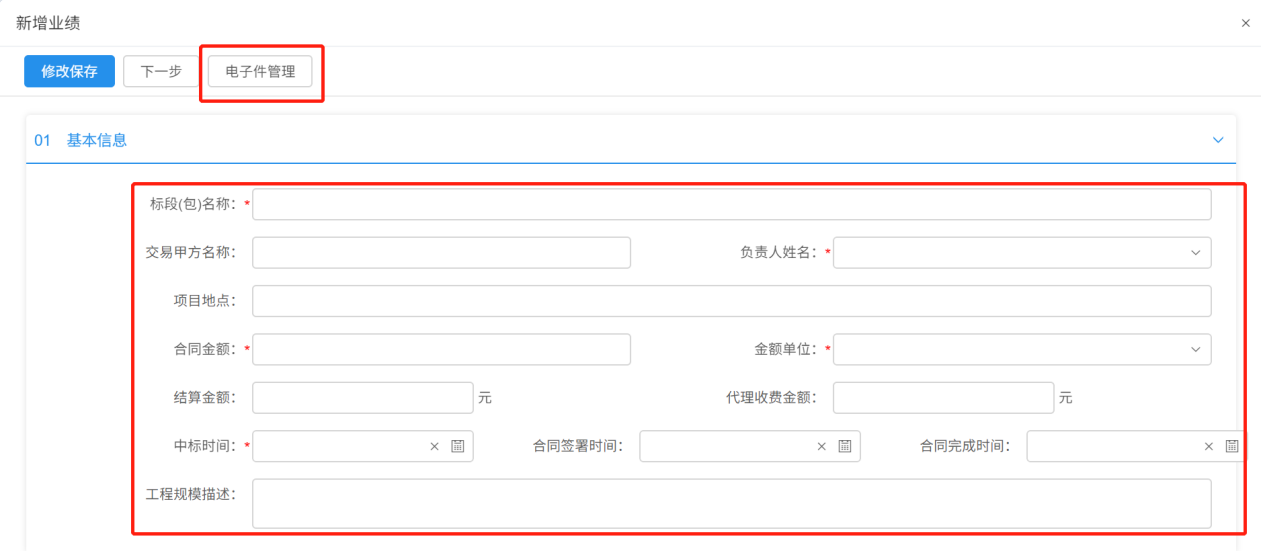 新增业绩 ×
修改保存 下一步 电子件管理
01 基本信息
标段(包)名称：*
交易甲方名称： 负责人姓名：*
项目地点：
合同金额：* 金额单位：*
结算金额： 元 代理收费金额： 元
中标时间：* × 合同签署时间： × 合同完成时间： ×
工程规模描述：